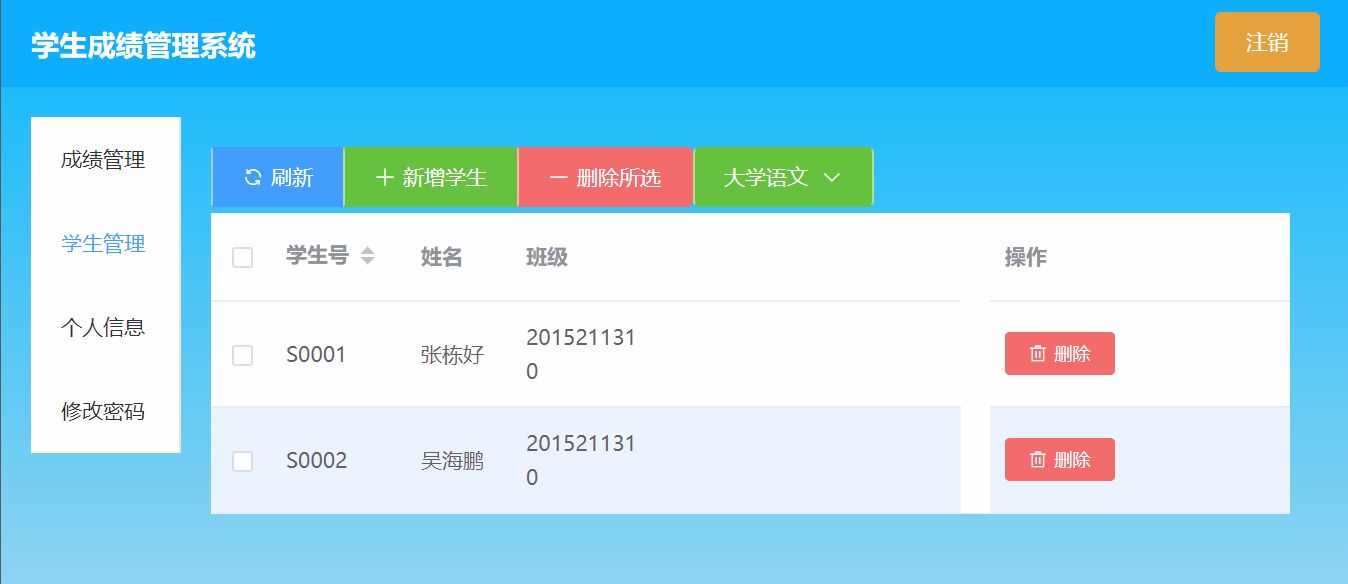 学生成绩管理系统
注销
成绩管理
学生管理
个人信息
修改密码
刷新 新增学生 删除所选 大学语文
学生号 姓名 班级 操作
S0001 张栋好 201521131
0 删除
S0002 吴海鹏 201521131
0 删除